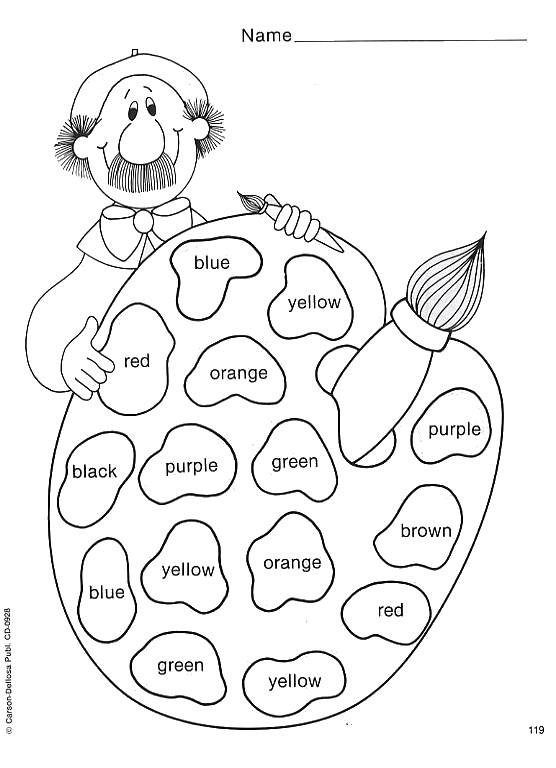 Name
blue
yellow
red
orange
purple
black
purple
green
brown
blue
yellow
orange
red
green
yellow
© Carson-Dellosa Publ. CD-0928
119